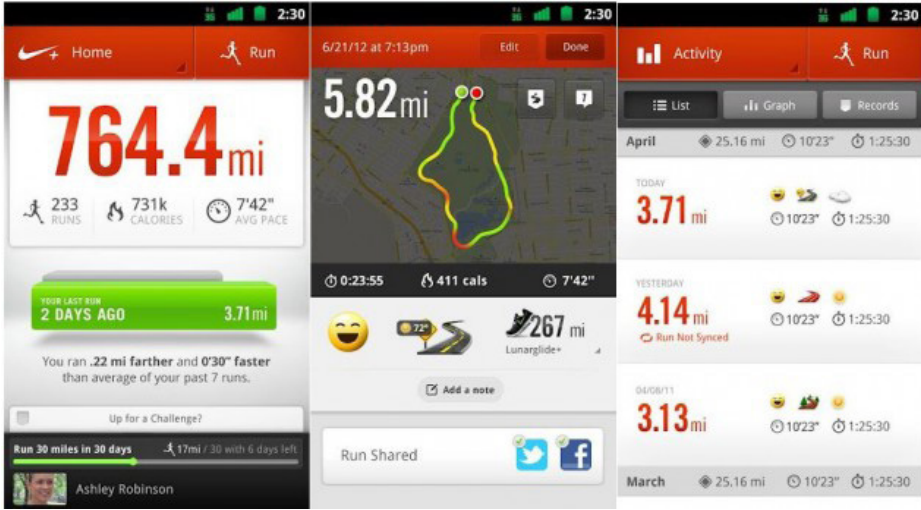 2:30
Home
Run
764.4mi
233
RUNS
731k
CALORIES
7'42"
AVG PACE
YOUR LAST RUN
2 DAYS AGO
3.71mi
You ran .22 mi farther and 0'30" faster
than average of your past 7 runs.
Up for a Challenge?
Run 30 miles in 30 days
17mi / 30 with 6 days left
Ashley Robinson
2:30
6/21/12 at 7:13pm
Edit
Done
5.82mi
0:23:55
411 cals
7'42"
72°
267 mi
Lunarglide+
Add a note
Run Shared
2:30
Activity
Run
List
Graph
Records
April
25.16 mi
10'23"
1:25:30
TODAY
3.71 mi
10'23"
1:25:30
YESTERDAY
4.14 mi
10'23"
1:25:30
Run Not Synced
04/08/11
3.13 mi
10'23"
1:25:30
March
25.16 mi
10'23"
1:25:30